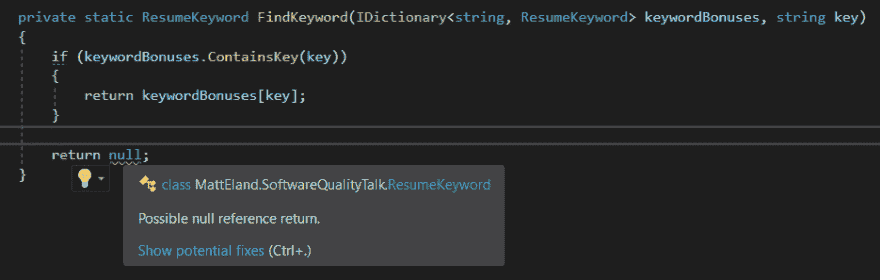 private static ResumeKeyword FindKeyword(IDictionary<string, ResumeKeyword> keywordBonuses, string key)
{
if (keywordBonuses.ContainsKey(key))
{
return keywordBonuses[key];
}
return null;
}
class MattEland.SoftwareQualityTalk.ResumeKeyword
Possible null reference return.
Show potential fixes (Ctrl+.)